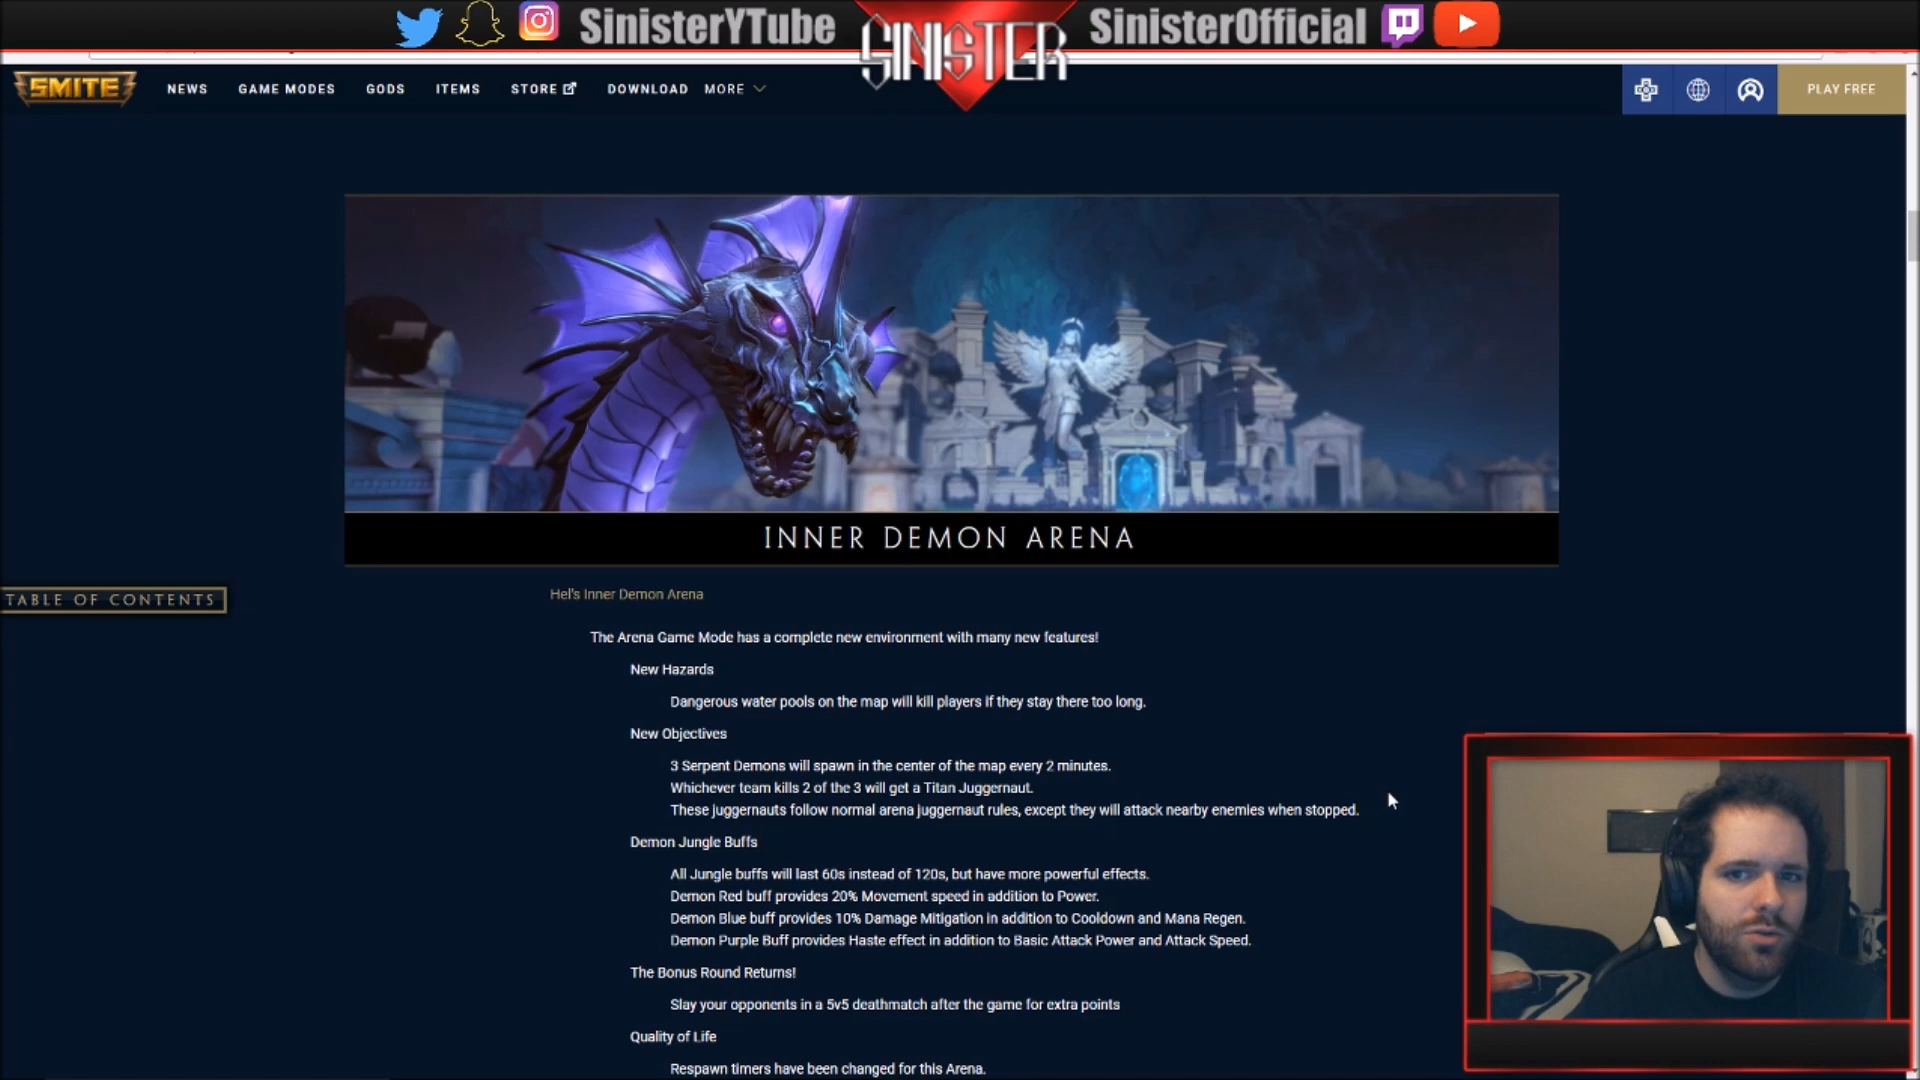 SinisterYTube
SINISTER
SinisterOfficial
SMITE
NEWS
GAME MODES
GODS
ITEMS
STORE
DOWNLOAD
MORE
PLAY FREE
INNER DEMON ARENA
TABLE OF CONTENTS
Hel's Inner Demon Arena
The Arena Game Mode has a complete new environment with many new features!
New Hazards
Dangerous water pools on the map will kill players if they stay there too long.
New Objectives
3 Serpent Demons will spawn in the center of the map every 2 minutes.
Whichever team kills 2 of the 3 will get a Titan Juggernaut.
These juggernauts follow normal arena juggernaut rules, except they will attack nearby enemies when stopped.
Demon Jungle Buffs
All Jungle buffs will last 60s instead of 120s, but have more powerful effects.
Demon Red buff provides 20% Movement speed in addition to Power.
Demon Blue buff provides 10% Damage Mitigation in addition to Cooldown and Mana Regen.
Demon Purple Buff provides Haste effect in addition to Basic Attack Power and Attack Speed.
The Bonus Round Returns!
Slay your opponents in a 5v5 deathmatch after the game for extra points
Quality of Life
Respawn timers have been changed for this Arena.